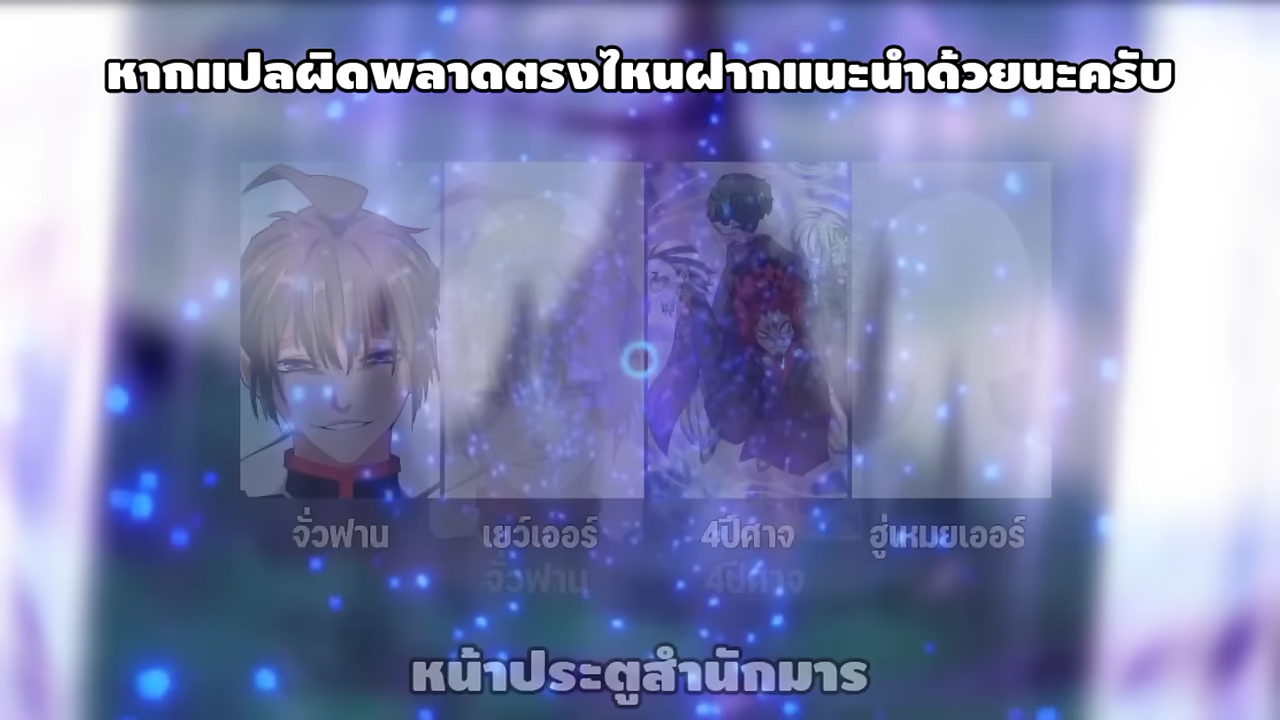 หากแปลผิดพลาดตรงไหนฝากแนะนำด้วยนะครับ
จั่วฟาน เยว์เออร์ 4ปีศาจ ฮู่เหมยเออร์
จั่วฟาน 4ปีศาจ
หน้าประตูสำนักมาร